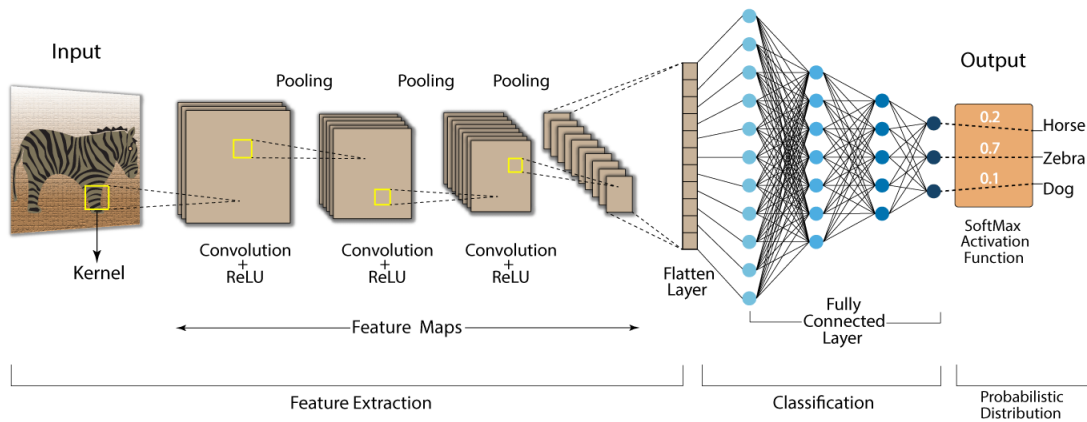 Input
Kernel
Pooling
Pooling
Pooling
Convolution
+
ReLU
Convolution
+
ReLU
Convolution
+
ReLU
Feature Maps
Flatten
Layer
Fully
Connected
Layer
Output
0.2
Horse
0.7
Zebra
0.1
Dog
SoftMax
Activation
Function
Feature Extraction
Classification
Probabilistic
Distribution